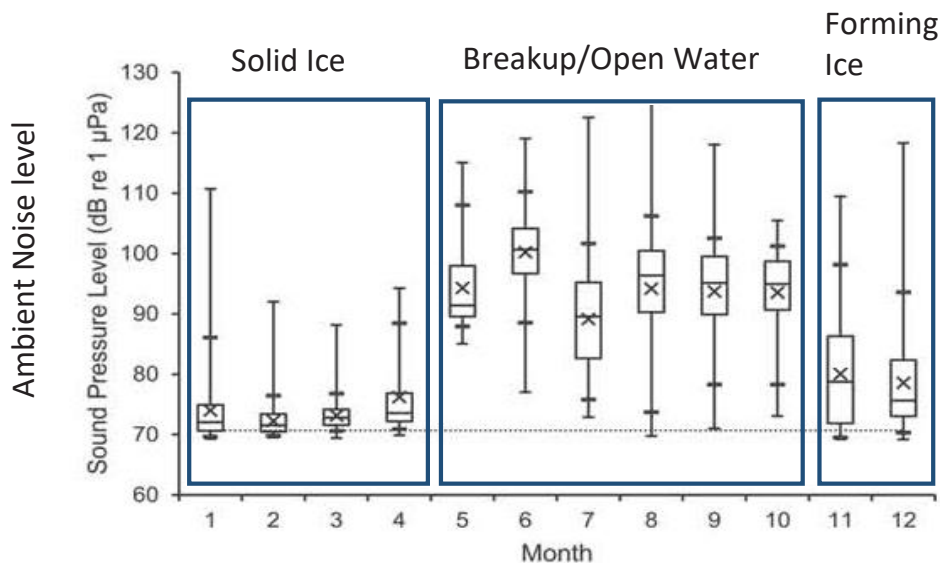 Solid Ice
Breakup/Open Water
Forming
Ice
Ambient Noise level
Sound Pressure Level (dB re 1 μPa)
130
120
110
100
90
80
70
60
1 2 3 4 5 6 7 8 9 10 11 12
Month